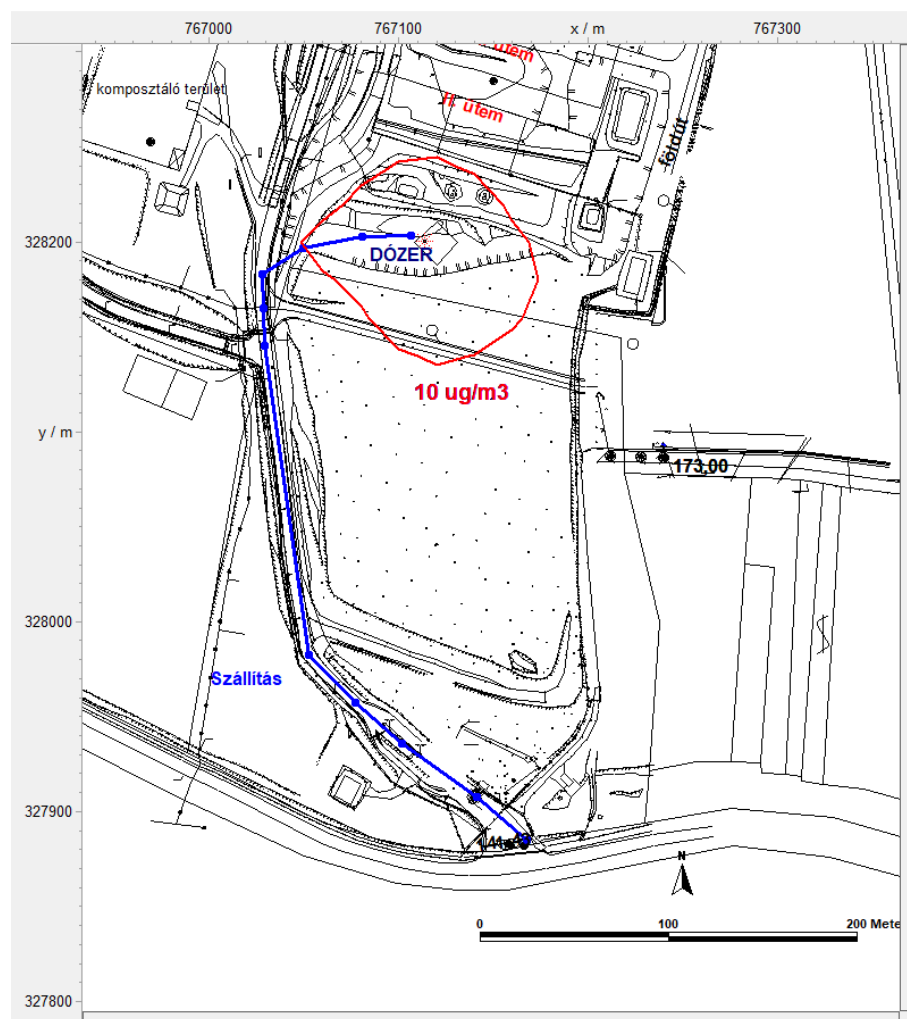 767000 767100 x / m 767300
ütem
komposztáló terület
II. ütem
földút
328200
DÓZER
10 ug/m3
y / m
173,00
328000
Szállítás
327900
N
0 100 200 Mete
327800